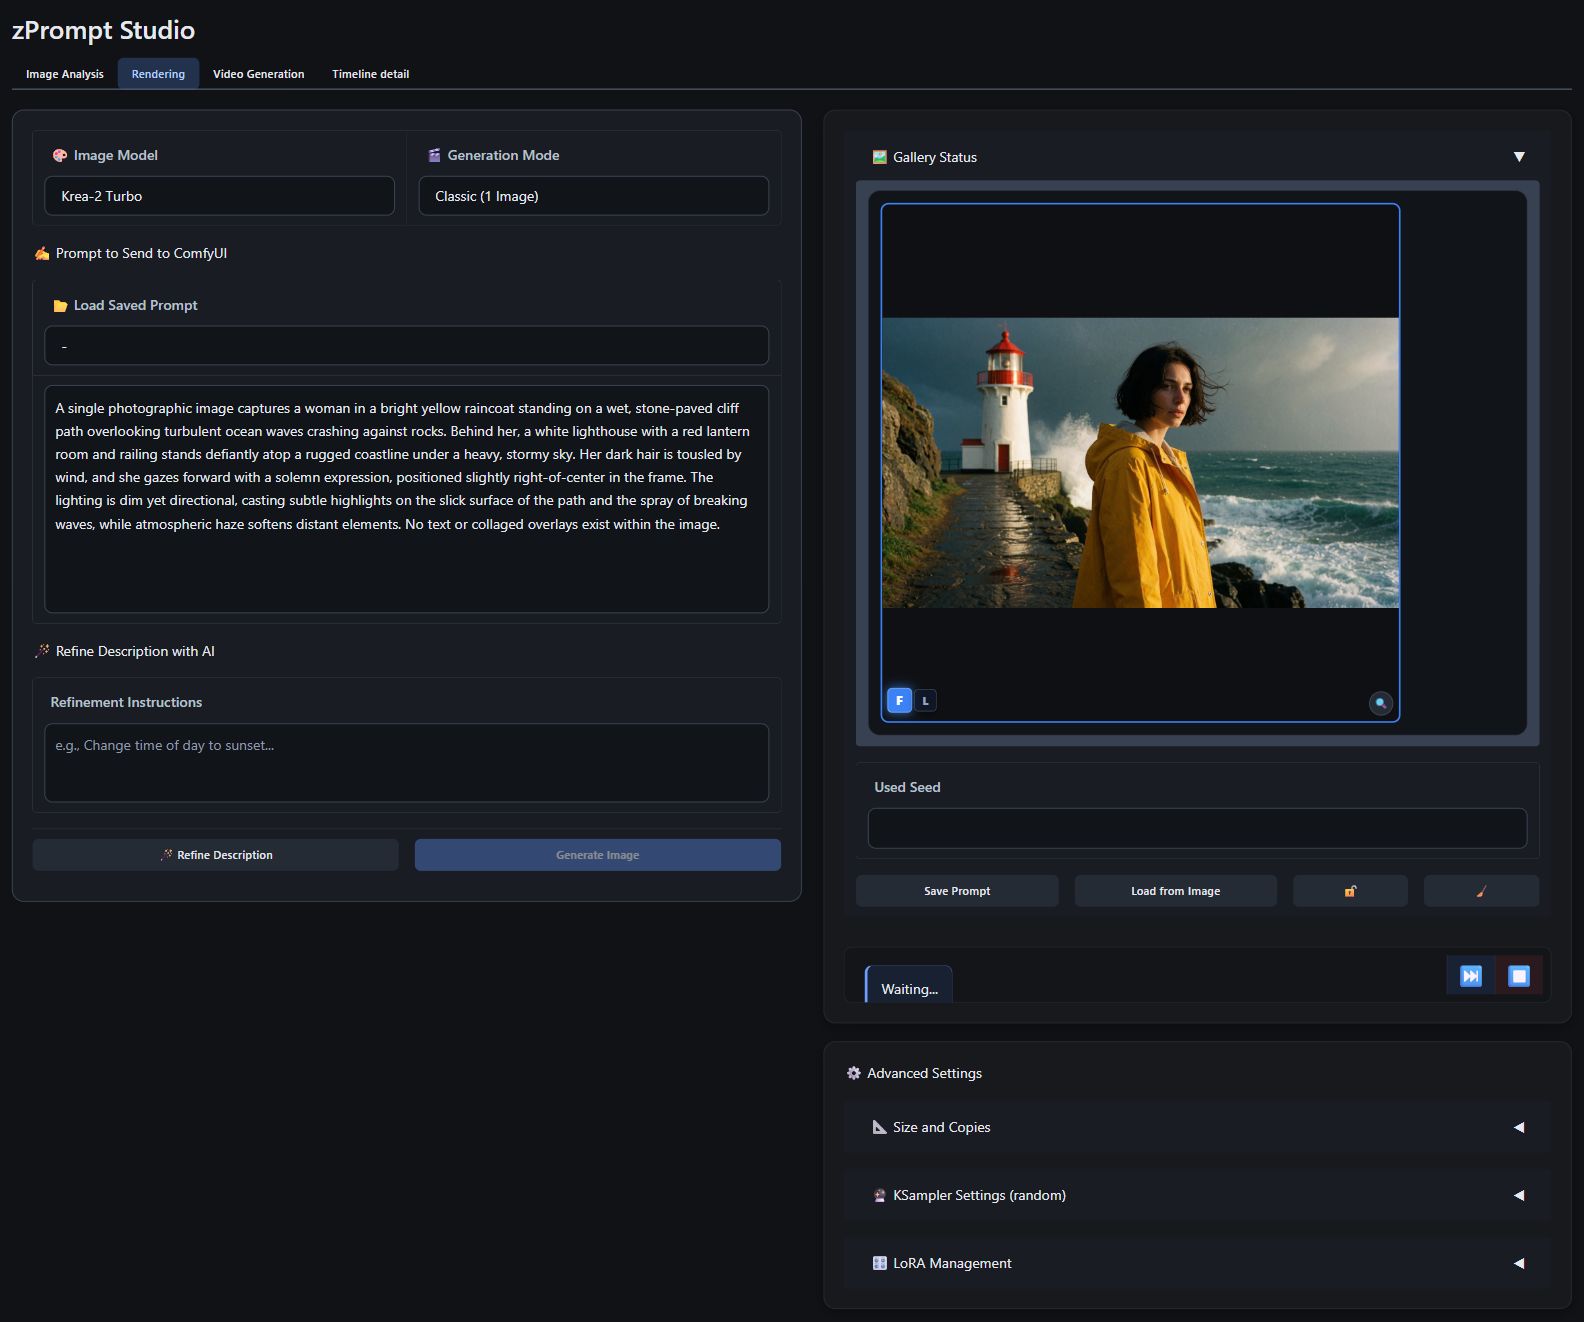 zPrompt Studio
Image Analysis
Rendering
Video Generation
Timeline detail
Image Model
Generation Mode
Krea-2 Turbo
Classic (1 Image)
Prompt to Send to ComfyUI
Load Saved Prompt
-
A single photographic image captures a woman in a bright yellow raincoat standing on a wet, stone-paved cliff
path overlooking turbulent ocean waves crashing against rocks. Behind her, a white lighthouse with a red lantern
room and railing stands defiantly atop a rugged coastline under a heavy, stormy sky. Her dark hair is tousled by
wind, and she gazes forward with a solemn expression, positioned slightly right-of-center in the frame. The
lighting is dim yet directional, casting subtle highlights on the slick surface of the path and the spray of breaking
waves, while atmospheric haze softens distant elements. No text or collaged overlays exist within the image.
Refine Description with AI
Refinement Instructions
e.g., Change time of day to sunset...
Refine Description
Generate Image
Gallery Status
F
L
Used Seed
Save Prompt
Load from Image
Waiting...
Advanced Settings
Size and Copies
KSampler Settings (random)
LoRA Management